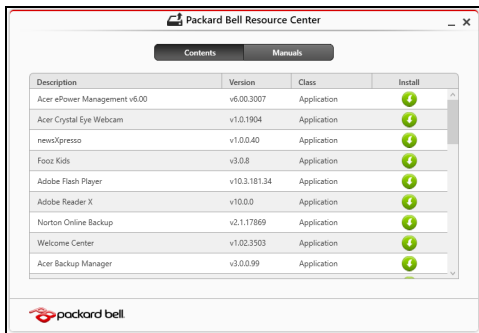 Packard Bell Resource Center
Contents Manuals
Description Version Class Install
Acer ePower Management v6.00 v6.00.3007 Application
Acer Crystal Eye Webcam v1.0.1904 Application
newsXpresso v1.0.0.40 Application
Fooz Kids v3.0.8 Application
Adobe Flash Player v10.3.181.34 Application
Adobe Reader X v10.0.0 Application
Norton Online Backup v2.1.17869 Application
Welcome Center v1.02.3503 Application
Acer Backup Manager v3.0.0.99 Application
packard bell